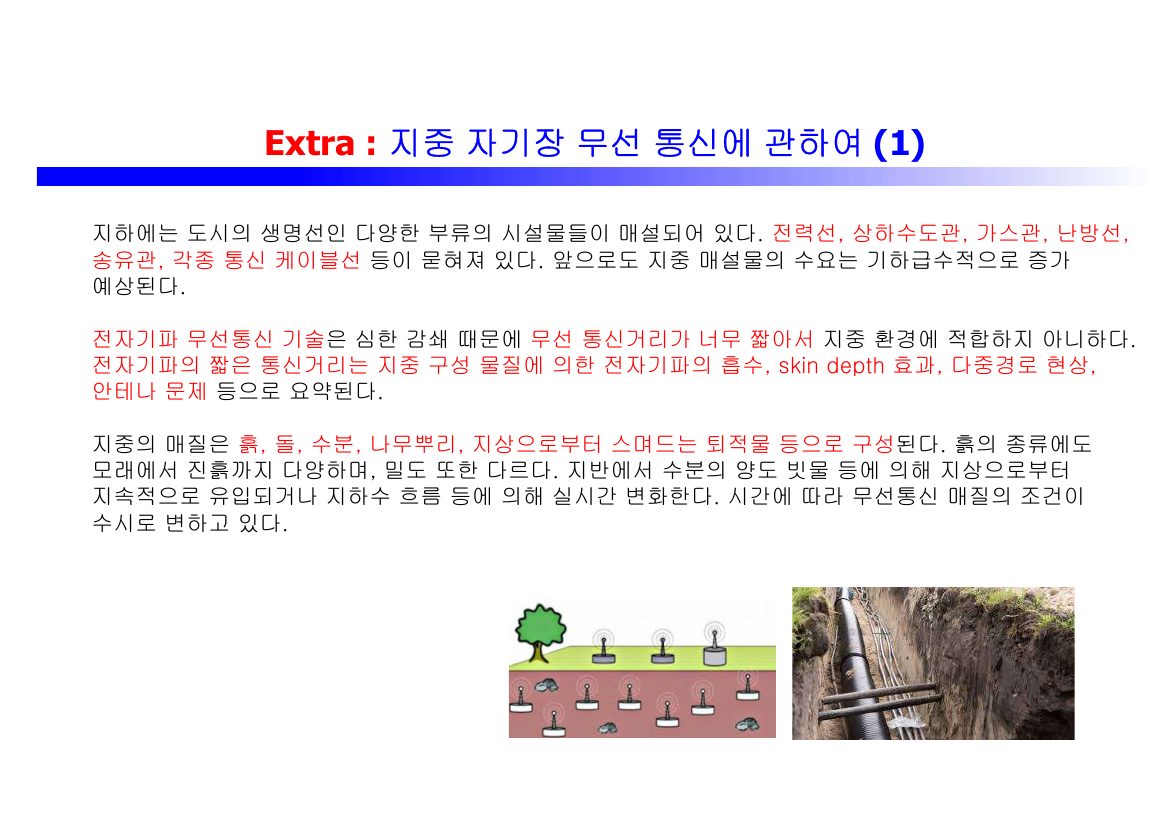 Extra : 지중 자기장 무선 통신에 관하여 (1)
지하에는 도시의 생명선인 다양한 부류의 시설물들이 매설되어 있다. 전력선, 상하수도관, 가스관, 난방선,
송유관, 각종 통신 케이블선 등이 묻혀져 있다. 앞으로도 지중 매설물의 수요는 기하급수적으로 증가
예상된다.
전자기파 무선통신 기술은 심한 감쇄 때문에 무선 통신거리가 너무 짧아서 지중 환경에 적합하지 아니하다.
전자기파의 짧은 통신거리는 지중 구성 물질에 의한 전자기파의 흡수, skin depth 효과, 다중경로 현상,
안테나 문제 등으로 요약된다.
지중의 매질은 흙, 돌, 수분, 나무뿌리, 지상으로부터 스며드는 퇴적물 등으로 구성된다. 흙의 종류에도
모래에서 진흙까지 다양하며, 밀도 또한 다르다. 지반에서 수분의 양도 빗물 등에 의해 지상으로부터
지속적으로 유입되거나 지하수 흐름 등에 의해 실시간 변화한다. 시간에 따라 무선통신 매질의 조건이
수시로 변하고 있다.